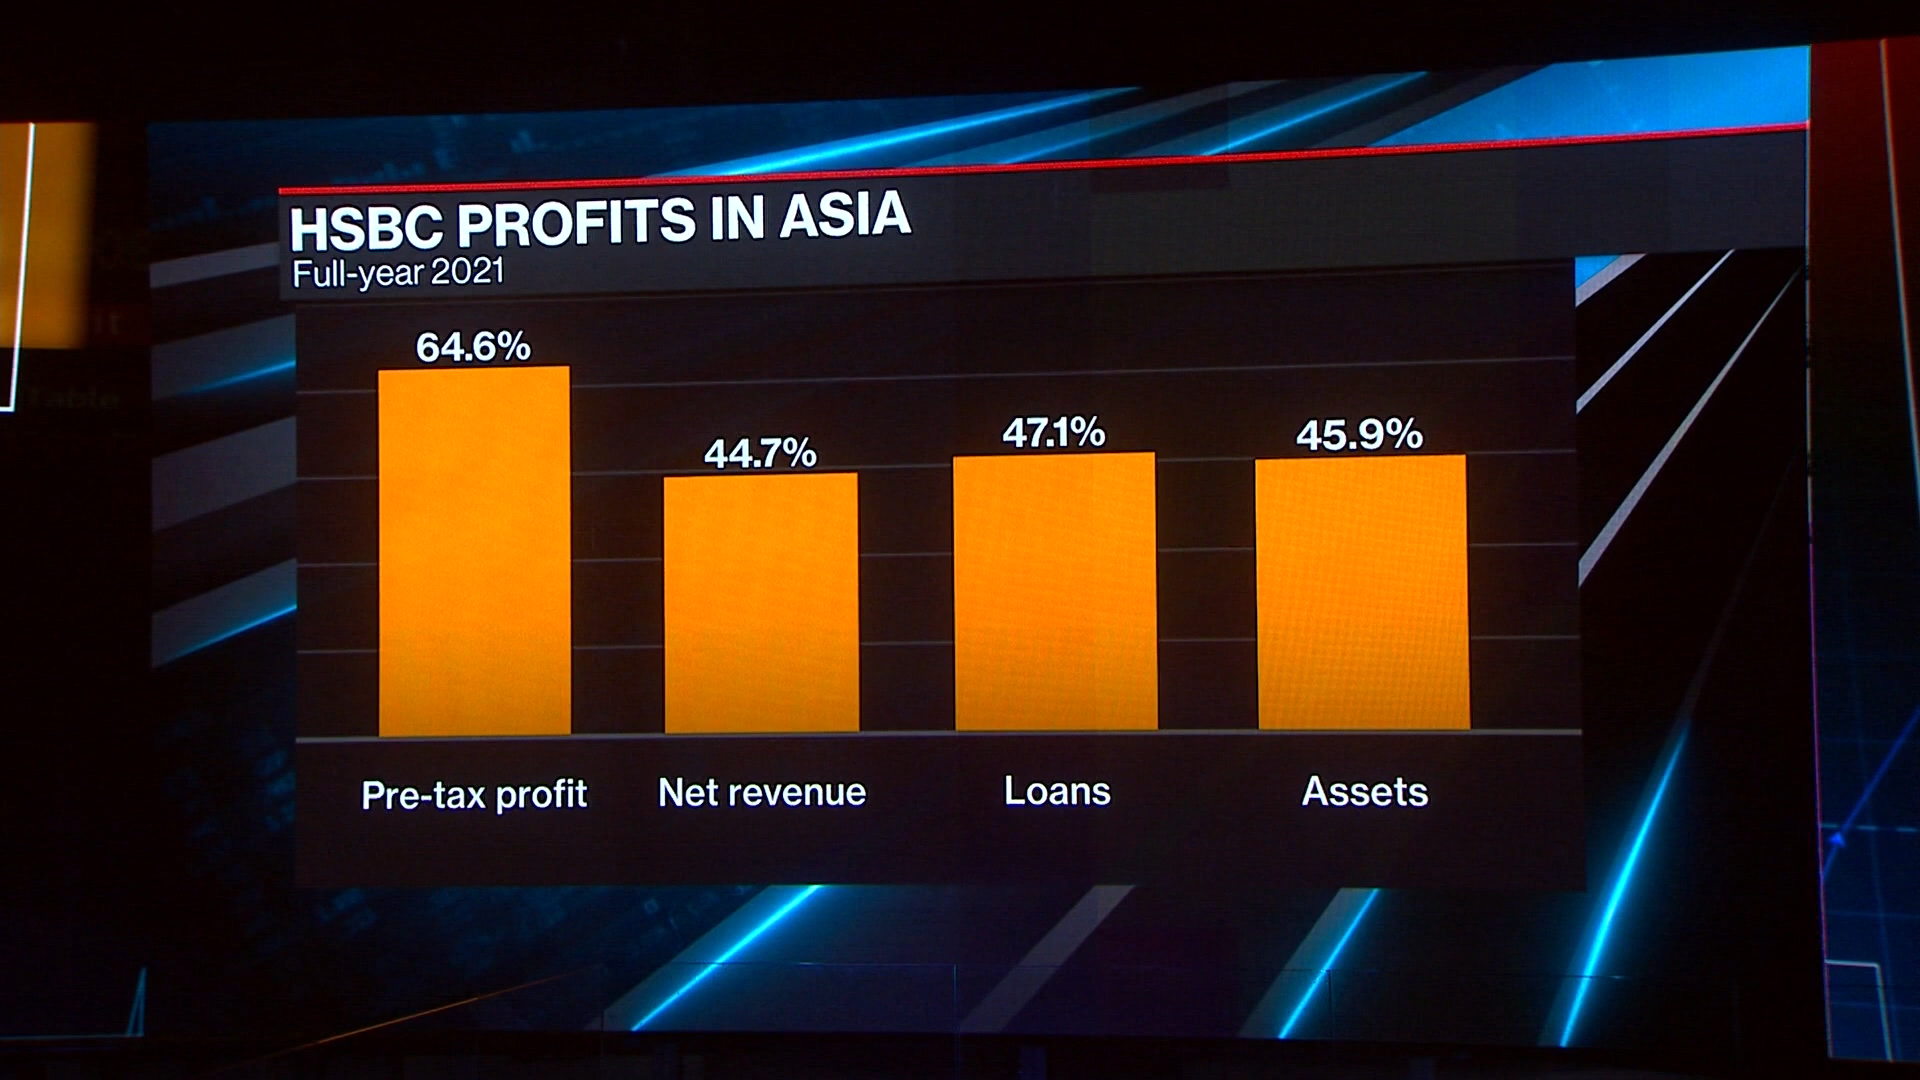 HSBC PROFITS IN ASIA
Full-year 2021
64.6%
44.7%
47.1%
45.9%
Pre-tax profit
Net revenue
Loans
Assets